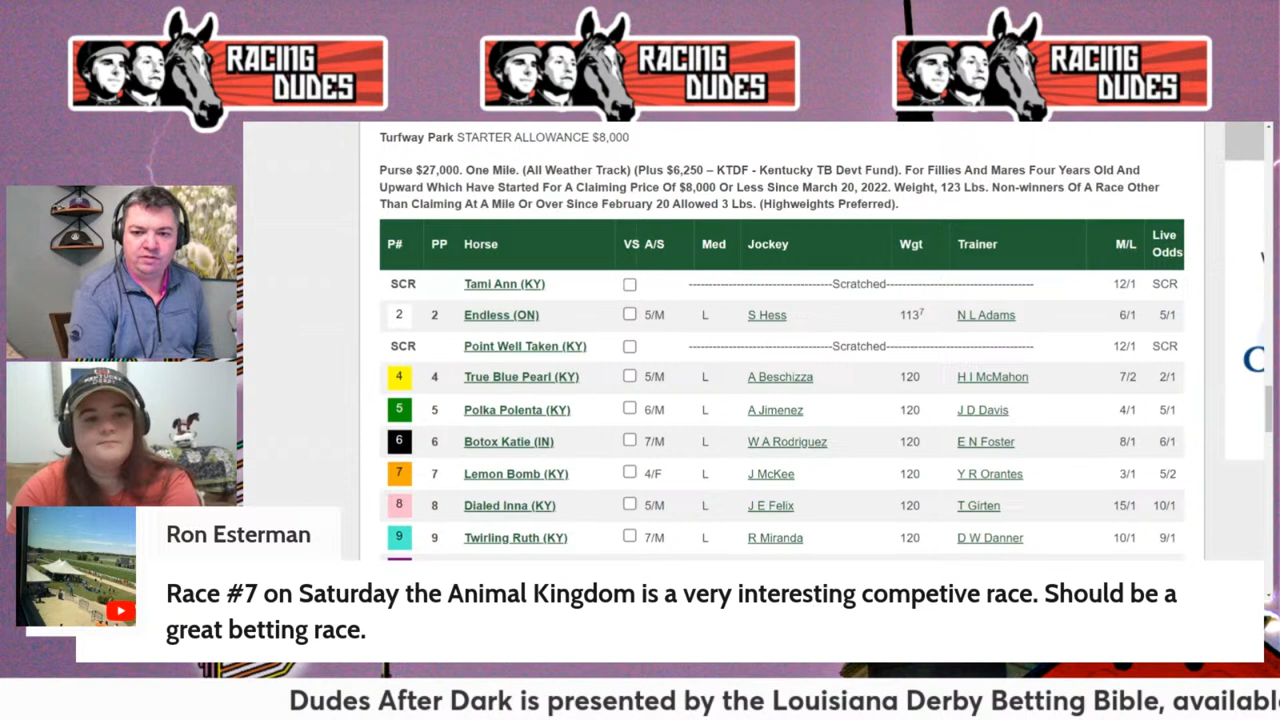 RACING DUDES
RACING DUDES
RACING DUDES
Turfway Park STARTER ALLOWANCE $8,000
Purse $27,000. One Mile. (All Weather Track) (Plus $6,250 – KTDF - Kentucky TB Devt Fund). For Fillies And Mares Four Years Old And
Upward Which Have Started For A Claiming Price Of $8,000 Or Less Since March 20, 2022. Weight, 123 Lbs. Non-winners Of A Race Other
Than Claiming At A Mile Or Over Since February 20 Allowed 3 Lbs. (Highweights Preferred).
P# PP Horse VS A/S Med Jockey Wgt Trainer M/L Live Odds
SCR Tami Ann (KY) Scratched 12/1 SCR
2 2 Endless (ON) 5/M L S Hess 113⁷ N L Adams 6/1 5/1
SCR Point Well Taken (KY) Scratched 12/1 SCR
4 4 True Blue Pearl (KY) 5/M L A Beschizza 120 H I McMahon 7/2 2/1
5 5 Polka Polenta (KY) 6/M L A Jimenez 120 J D Davis 4/1 5/1
6 6 Botox Katie (IN) 7/M L W A Rodriguez 120 E N Foster 8/1 6/1
7 7 Lemon Bomb (KY) 4/F L J McKee 120 Y R Orantes 3/1 5/2
8 8 Dialed Inna (KY) 5/M L J E Felix 120 T Girten 15/1 10/1
9 9 Twirling Ruth (KY) 7/M L R Miranda 120 D W Danner 10/1 9/1
Ron Esterman
Race #7 on Saturday the Animal Kingdom is a very interesting competive race. Should be a
great betting race.
Dudes After Dark is presented by the Louisiana Derby Betting Bible, availabl